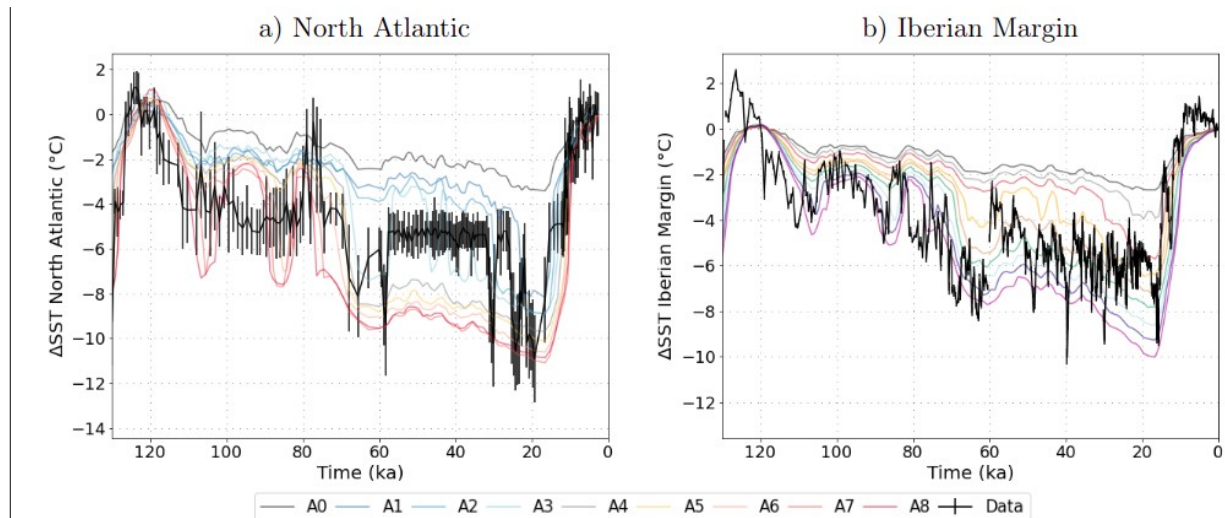 a) North Atlantic
b) Iberian Margin
ΔSST North Atlantic (°C)
2
0
−2
−4
−6
−8
−10
−12
−14
120 100 80 60 40 20 0
Time (ka)
ΔSST Iberian Margin (°C)
2
0
−2
−4
−6
−8
−10
−12
120 100 80 60 40 20 0
Time (ka)
A0 A1 A2 A3 A4 A5 A6 A7 A8 Data